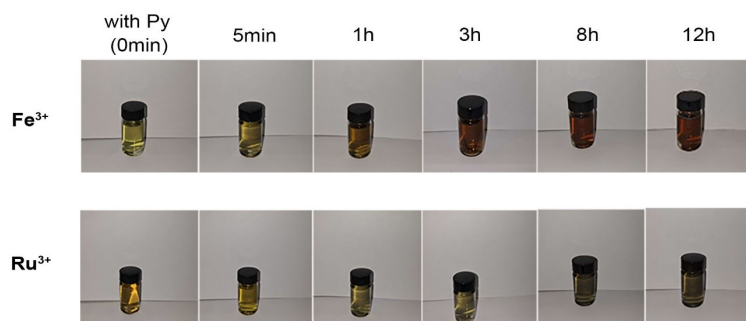 with Py
(0min)
5min
1h
3h
8h
12h
Fe³⁺
Ru³⁺